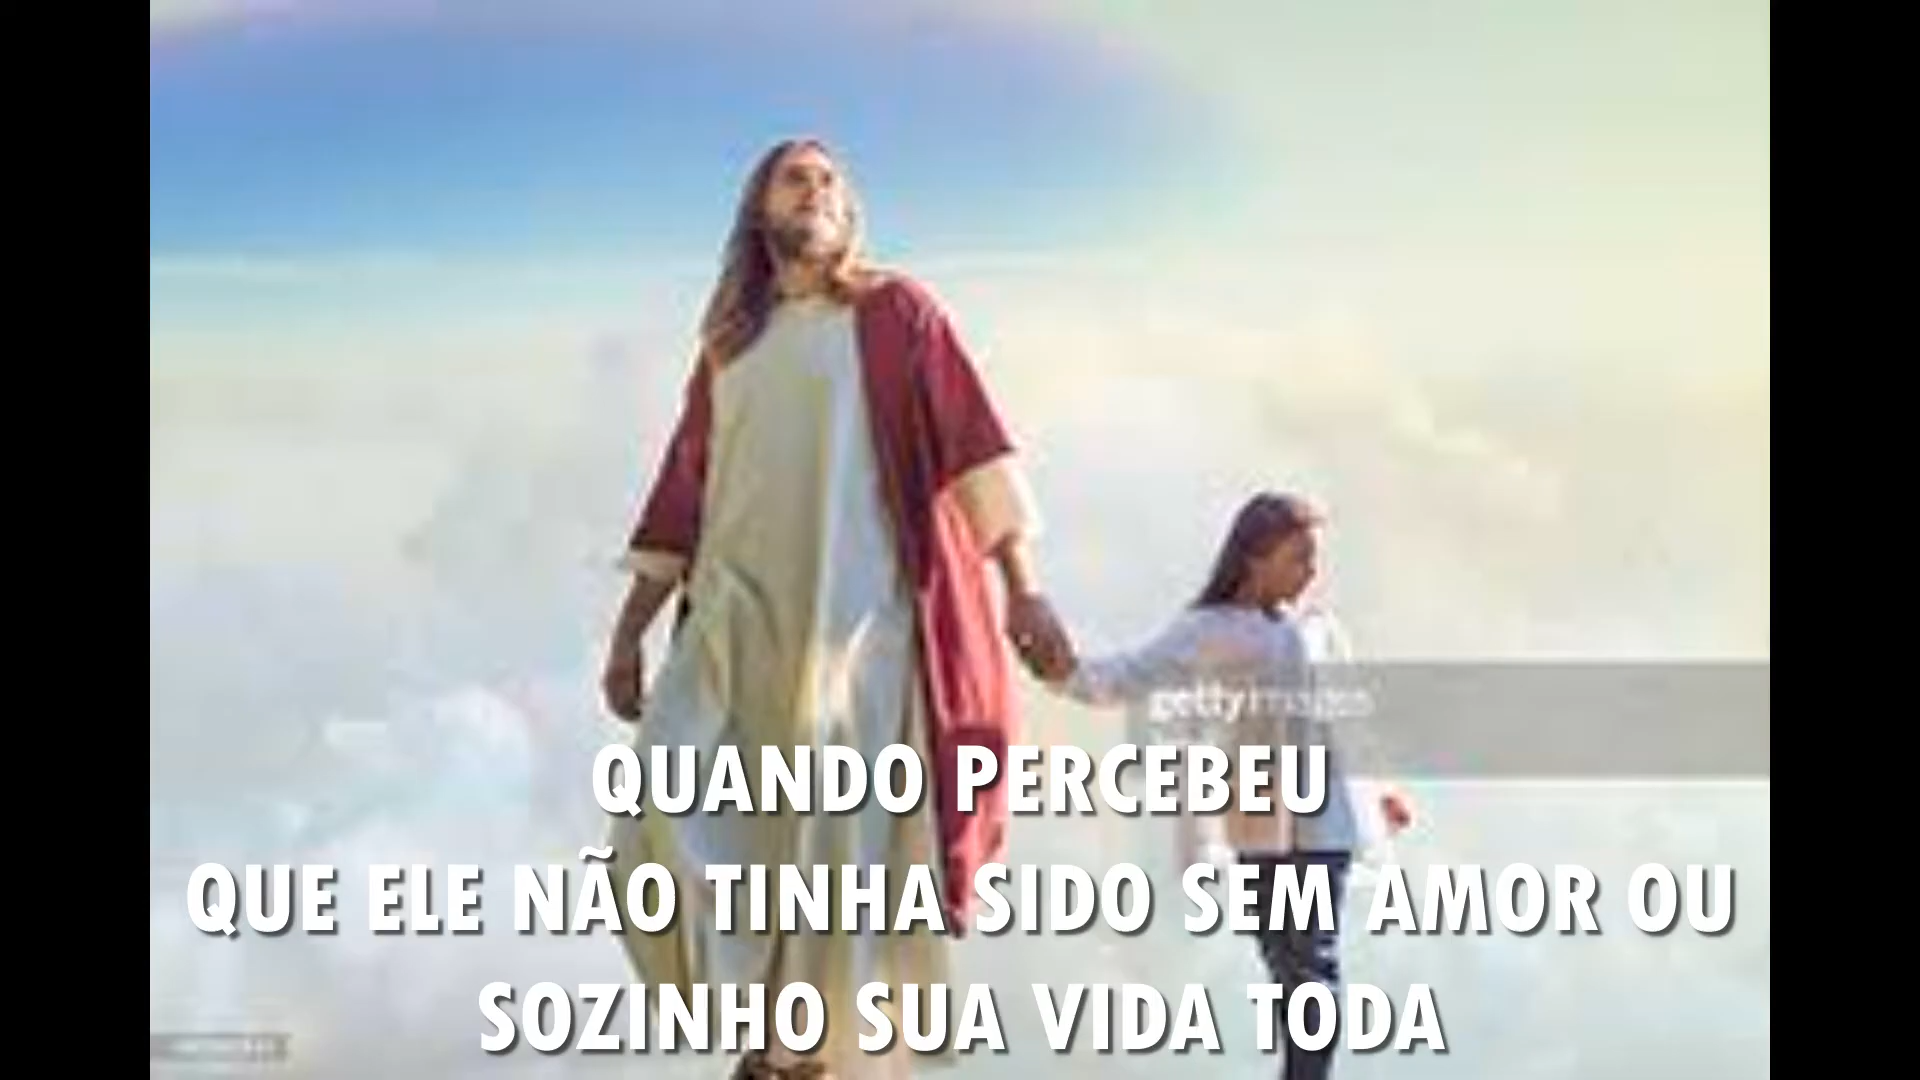 gettyimages
QUANDO PERCEBEU
QUE ELE NÃO TINHA SIDO SEM AMOR OU
SOZINHO SUA VIDA TODA